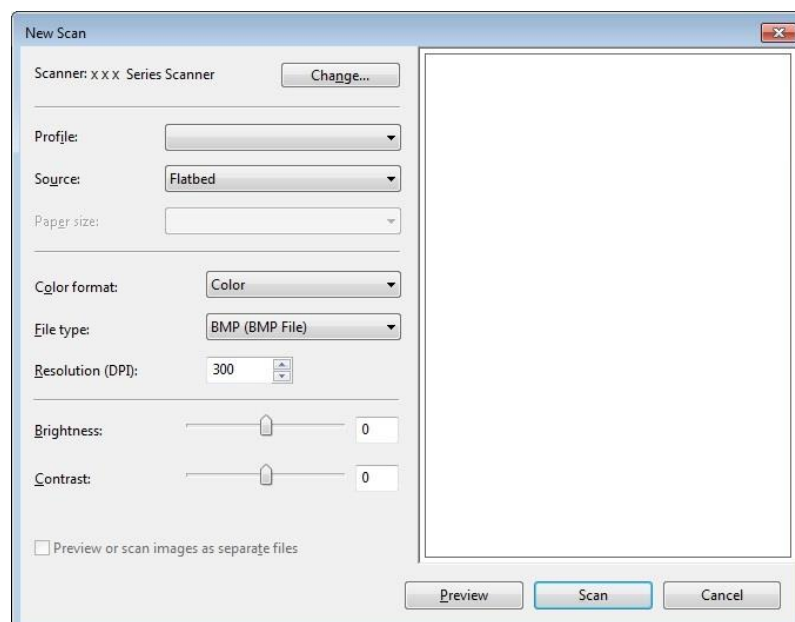 New Scan
Scanner: x x x Series Scanner Change...
Profile:
Source: Flatbed
Paper size:
Color format: Color
File type: BMP (BMP File)
Resolution (DPI): 300
Brightness: 0
Contrast: 0
Preview or scan images as separate files
Preview Scan Cancel